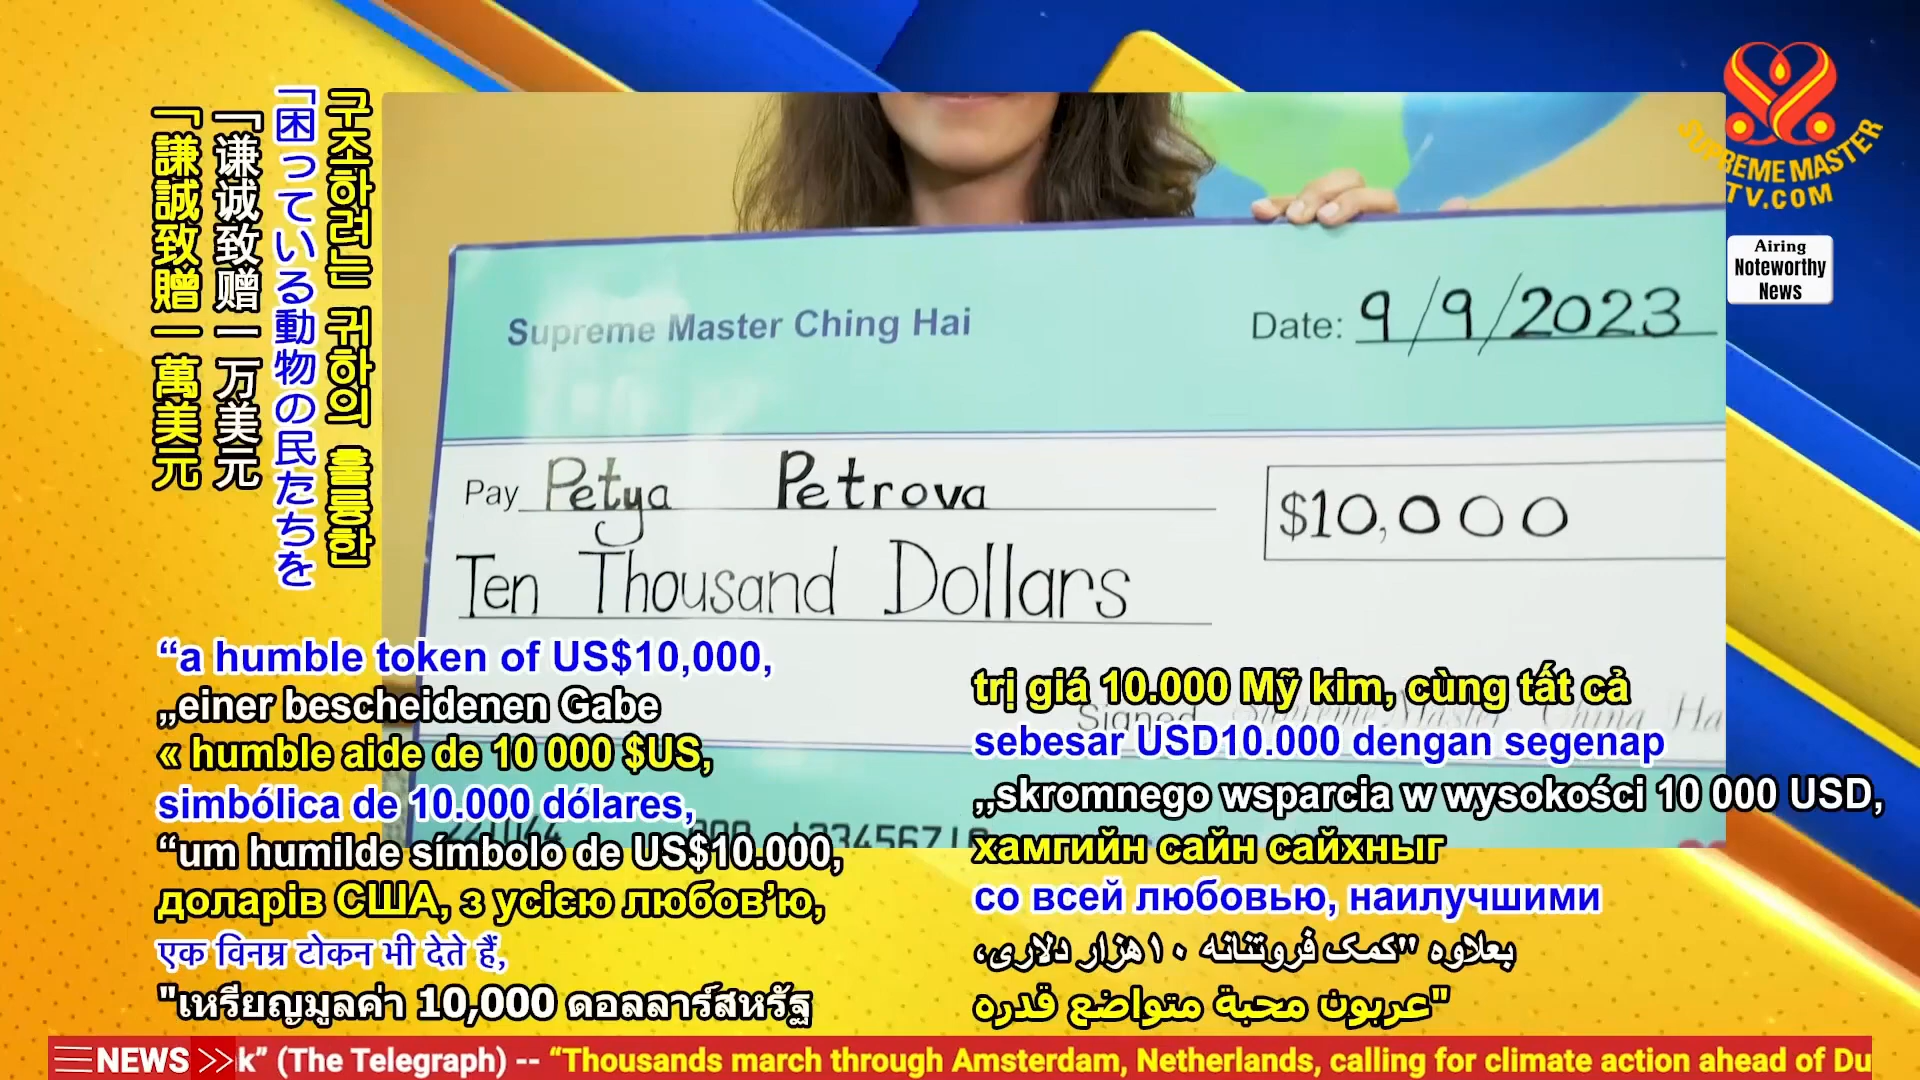 구조하려는 귀하의 훌륭한
「困っている動物の民たちを
「谦诚致赠一万美元
「謙誠致贈一萬美元
SUPREME MASTER
TV.COM
Airing
Noteworthy
News
Supreme Master Ching Hai
Date: 9/9/2023
Pay Petya Petrova
$10,000
Ten Thousand Dollars
Signed Supreme Master Ching Ha
“a humble token of US$10,000,
„einer bescheidenen Gabe
« humble aide de 10 000 $US,
simbólica de 10.000 dólares,
“um humilde símbolo de US$10.000,
доларів США, з усією любов’ю,
एक विनम्र टोकन भी देते हैं,
"เหรียญมูลค่า 10,000 ดอลลาร์สหรัฐ
trị giá 10.000 Mỹ kim, cùng tất cả
sebesar USD10.000 dengan segenap
„skromnego wsparcia w wysokości 10 000 USD,
хамгийн сайн сайхныг
со всей любовью, наилучшими
بعلاوه "کمک فروتنانه ۱۰هزار دلاری،
"عربون محبة متواضع قدره
NEWS >> k” (The Telegraph) -- “Thousands march through Amsterdam, Netherlands, calling for climate action ahead of Du